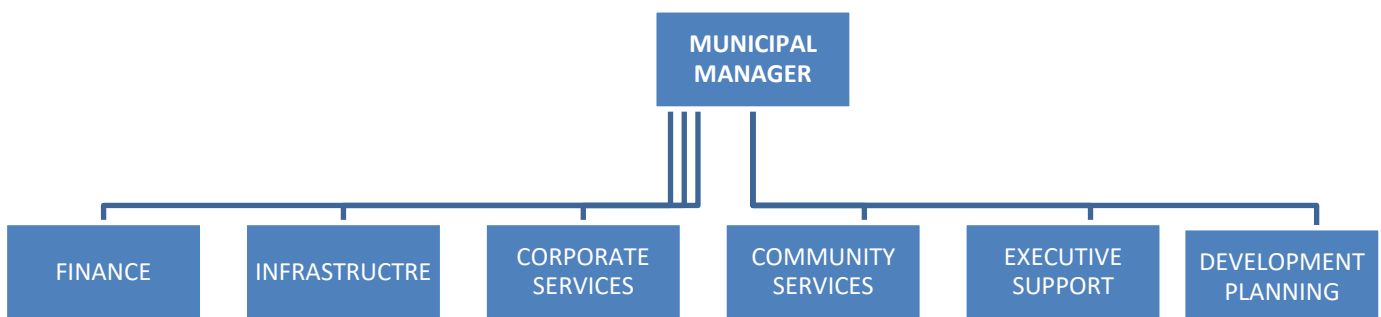 MUNICIPAL
MANAGER
FINANCE
INFRASTRUCTRE
CORPORATE
SERVICES
COMMUNITY
SERVICES
EXECUTIVE
SUPPORT
DEVELOPMENT
PLANNING